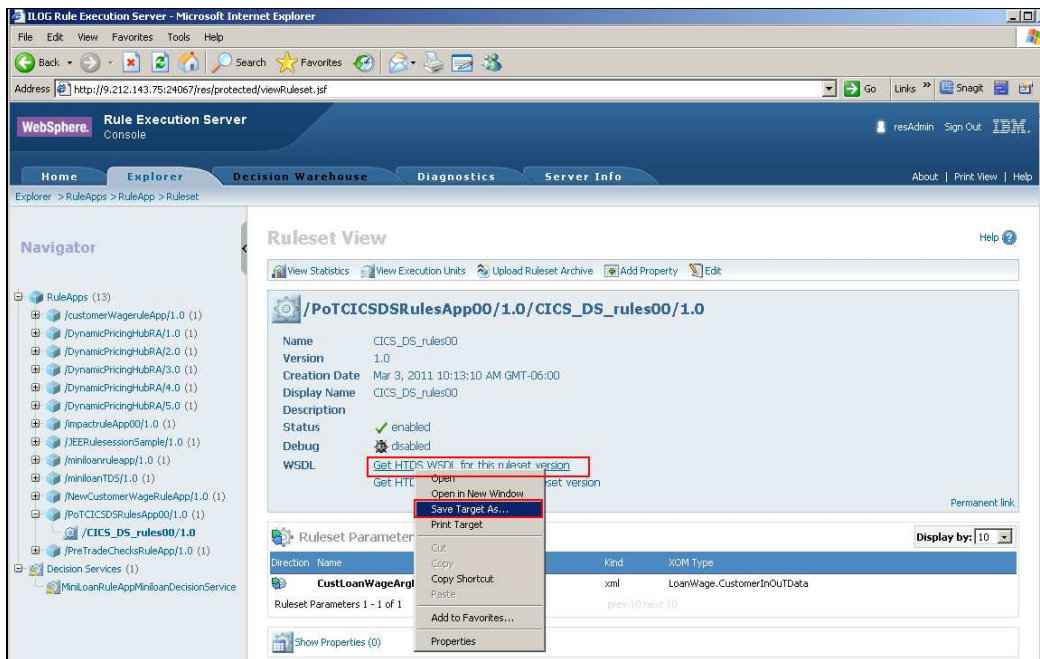 ILOG Rule Execution Server - Microsoft Internet Explorer
File Edit View Favorites Tools Help
Back Search Favorites
Address http://9.212.143.75:24067/res/protected/viewRuleset.jsf Go Links » Snagit
WebSphere. Rule Execution Server
Console
resAdmin Sign Out IBM.
Home Explorer Decision Warehouse Diagnostics Server Info
About | Print View | Help
Explorer > RuleApps > RuleApp > Ruleset
Navigator
RuleApps (13)
/customerWageruleApp/1.0 (1)
/DynamicPricingHubRA/1.0 (1)
/DynamicPricingHubRA/2.0 (1)
/DynamicPricingHubRA/3.0 (1)
/DynamicPricingHubRA/4.0 (1)
/DynamicPricingHubRA/5.0 (1)
/impactruleApp00/1.0 (1)
/JEERulesessionSample/1.0 (1)
/miniloanruleapp/1.0 (1)
/miniloanTDS/1.0 (1)
/NewCustomerWageRuleApp/1.0 (1)
/PoTCICSDSRulesApp00/1.0 (1)
/CICS_DS_rules00/1.0
/PreTradeChecksRuleApp/1.0 (1)
Decision Services (1)
MiniLoanRuleAppMiniloanDecisionService
Ruleset View
Help
View Statistics View Execution Units Upload Ruleset Archive Add Property Edit
/PoTCICSDSRulesApp00/1.0/CICS_DS_rules00/1.0
Name CICS_DS_rules00
Version 1.0
Creation Date Mar 3, 2011 10:13:10 AM GMT-06:00
Display Name CICS_DS_rules00
Description
Status enabled
Debug disabled
WSDL Get HTDS WSDL for this ruleset version
Get HTD eset version
Permanent link
Open
Open in New Window
Save Target As...
Print Target
Cut
Copy
Copy Shortcut
Paste
Add to Favorites...
Properties
Ruleset Parameter
Display by: 10
Direction Name Kind XOM Type
CustLoanWageArg xml LoanWage.CustomerInOuTData
Ruleset Parameters 1 - 1 of 1 prev 10 next 10
Show Properties (0)